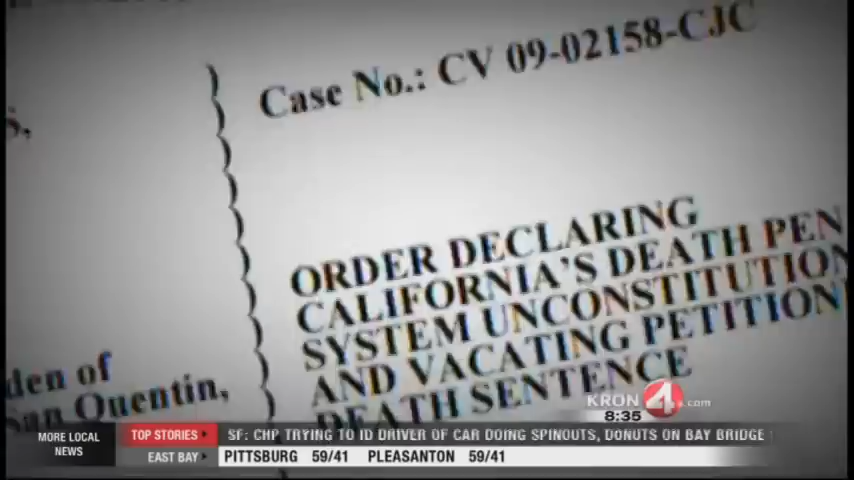 Case No.: CV 09-02158-CJC
s,
ORDER DECLARING
CALIFORNIA'S DEATH PEN
SYSTEM UNCONSTITUTION
AND VACATING PETITION
DEATH SENTENCE
den of
San Quentin,
KRON 4 .com
8:35
MORE LOCAL
NEWS
TOP STORIES
SF: CHP TRYING TO ID DRIVER OF CAR DOING SPINOUTS, DONUTS ON BAY BRIDGE
EAST BAY
PITTSBURG 59/41 PLEASANTON 59/41